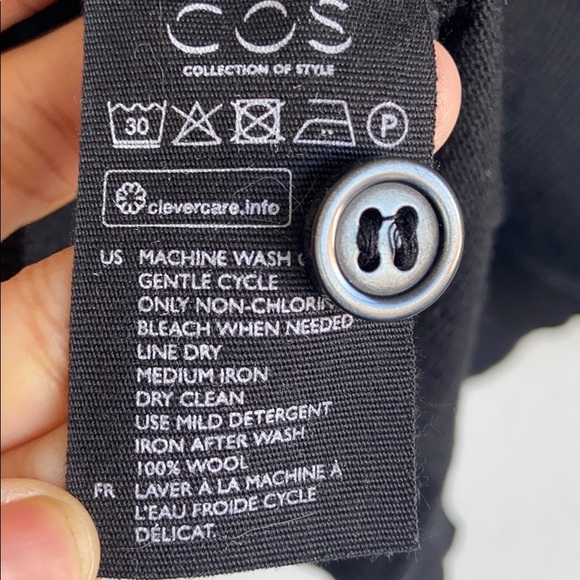 COS
COLLECTION OF STYLE
30 P
clevercare.info
US MACHINE WASH
GENTLE CYCLE
ONLY NON-CHLORIN
BLEACH WHEN NEEDED
LINE DRY
MEDIUM IRON
DRY CLEAN
USE MILD DETERGENT
IRON AFTER WASH
100% WOOL
FR LAVER À LA MACHINE À
L'EAU FROIDE CYCLE
DÉLICAT.